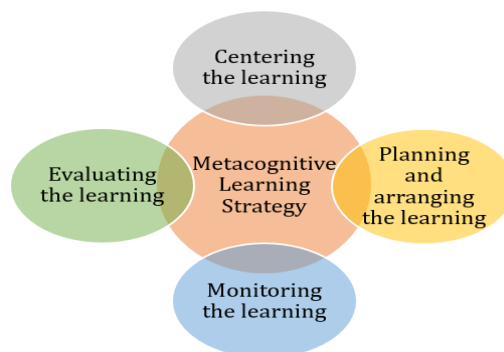 Centering
the learning
Evaluating
the learning
Metacognitive
Learning
Strategy
Planning
and
arranging
the learning
Monitoring
the learning